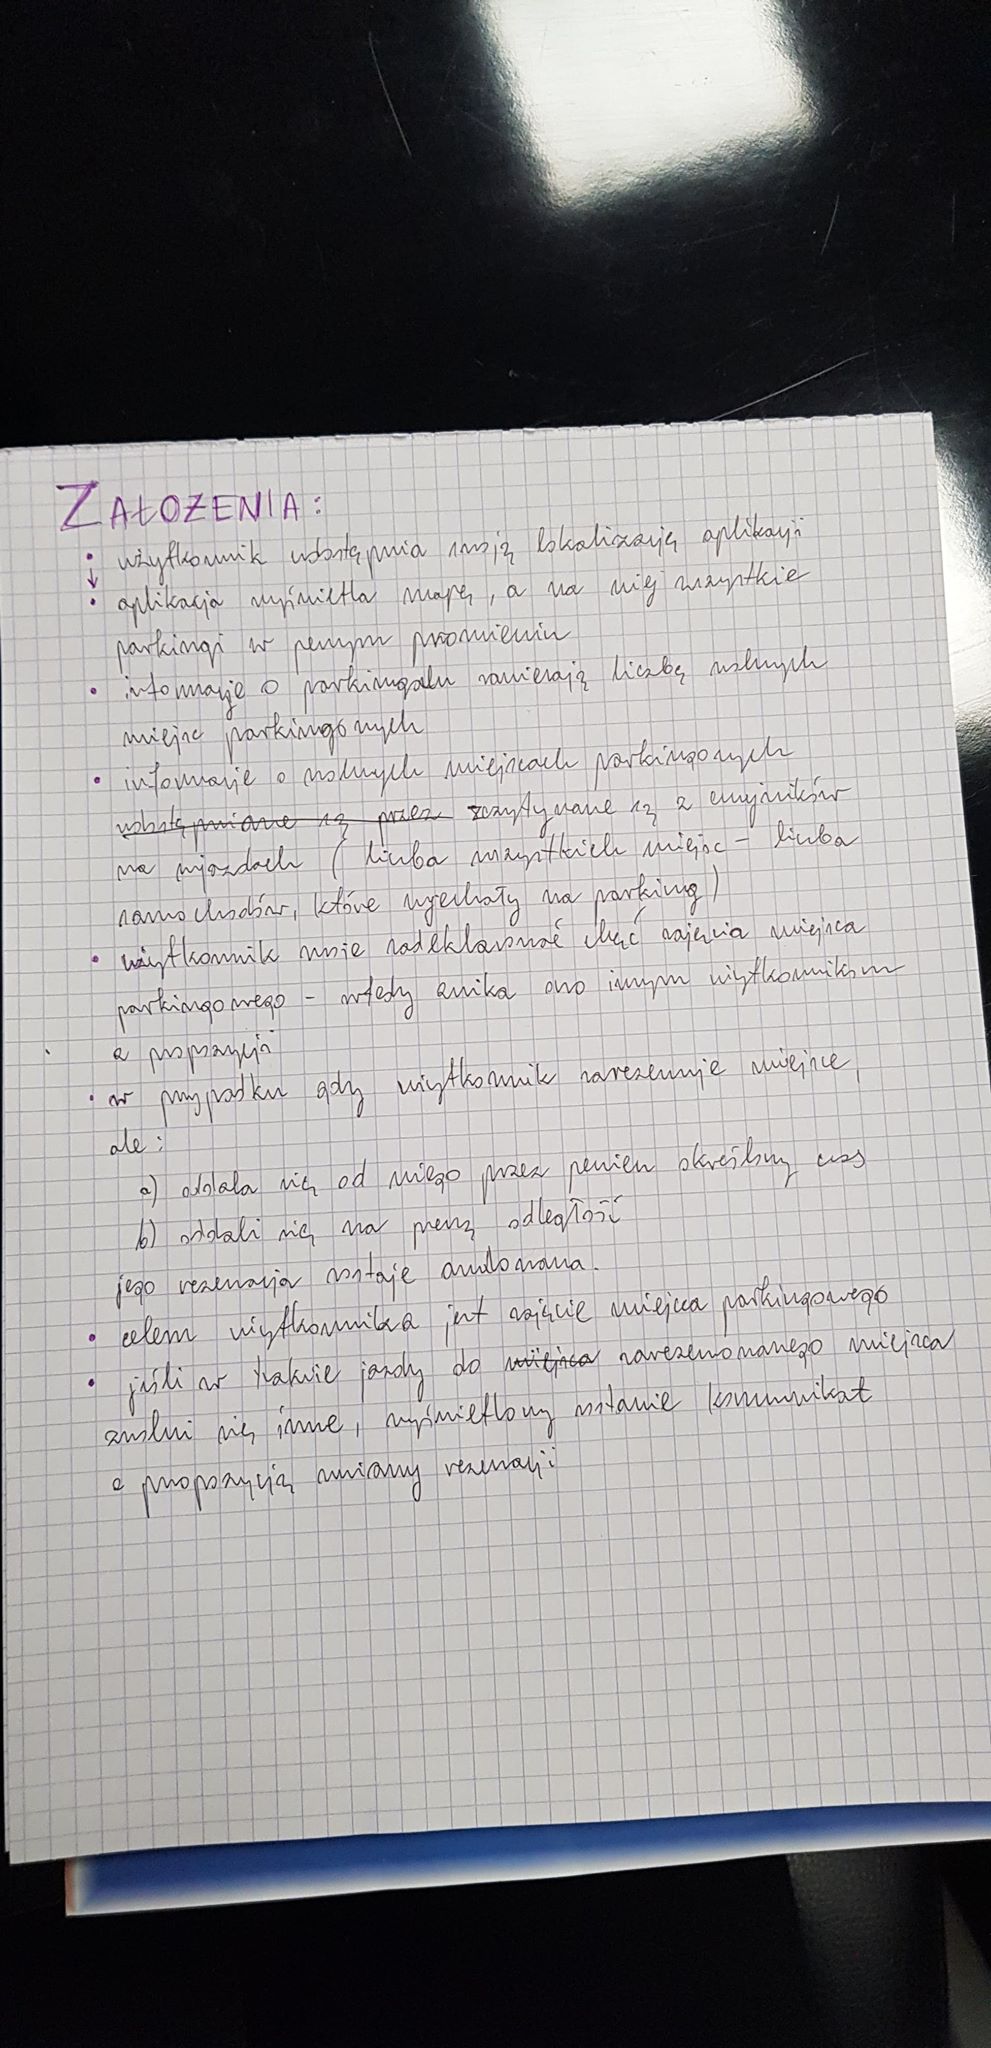 ZAŁOŻENIA:
• użytkownik udostępnia swoją lokalizację aplikacji
↓
• aplikacja wyświetla mapę, a na niej wszystkie
parkingi w pewnym promieniu
• informacje o parkingach zawierają liczbę wolnych
miejsc parkingowych
• informacje o wolnych miejscach parkingowych
udostępniane są przez sczytywane są z czujników
na wjazdach (liczba wszystkich miejsc - liczba
samochodów, które wjechały na parking)
• użytkownik może zadeklarować chęć zajęcia miejsca
parkingowego - wtedy znika ono innym użytkownikom
z propozycji
• w przypadku gdy użytkownik zarezerwuje miejsce,
ale:
a) oddala się od niego przez pewien określony czas
b) oddali się na pewną odległość
jego rezerwacja zostaje anulowana.
• celem użytkownika jest zajęcie miejsca parkingowego
• jeśli w trakcie jazdy do miejsca zarezerwowanego miejsca
zwolni się inne, wyświetlony zostanie komunikat
z propozycją zmiany rezerwacji